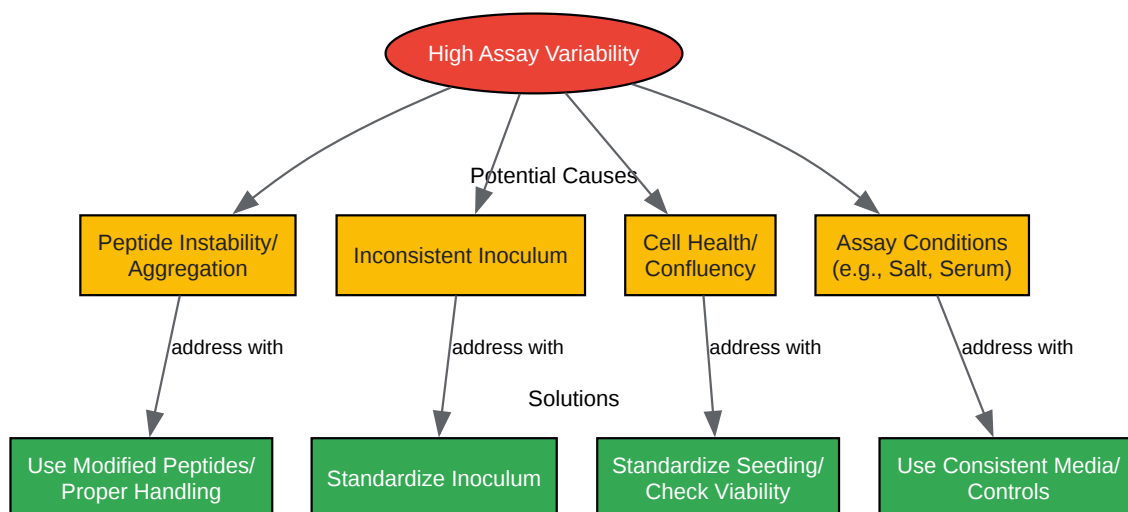 High Assay Variability
Potential Causes
Peptide Instability/
Aggregation
Inconsistent Inoculum
Cell Health/
Confluency
Assay Conditions
(e.g., Salt, Serum)
address with
address with
address with
address with
Solutions
Use Modified Peptides/
Proper Handling
Standardize Inoculum
Standardize Seeding/
Check Viability
Use Consistent Media/
Controls